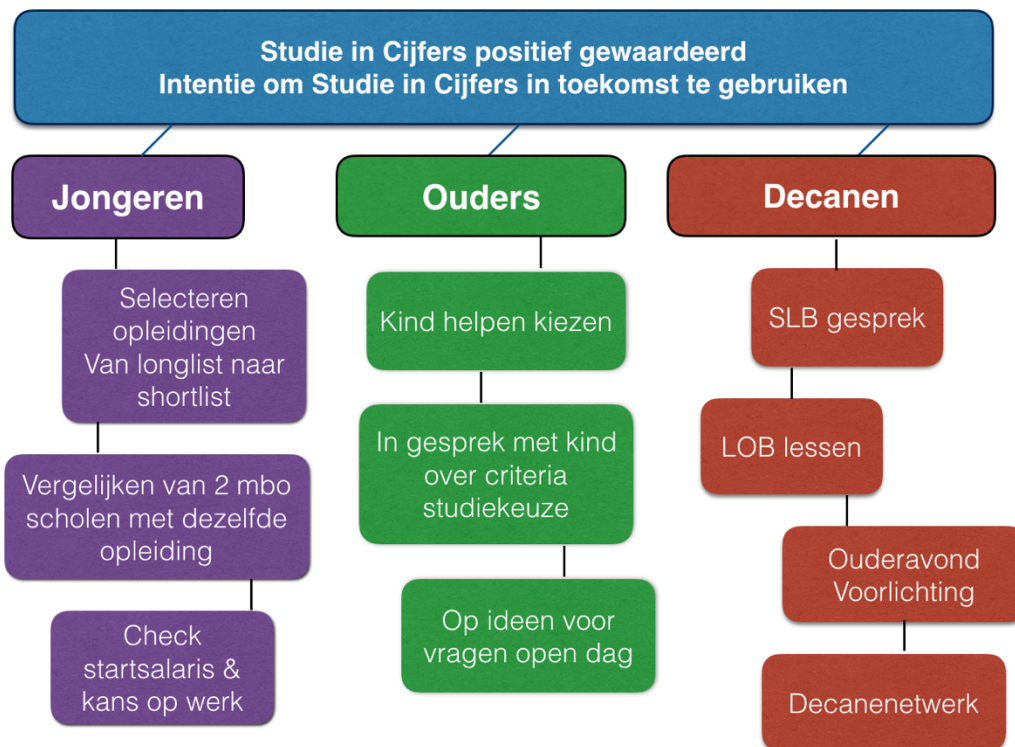 Studie in Cijfers positief gewaardeerd
Intentie om Studie in Cijfers in toekomst te gebruiken
Jongeren
Selecteren
opleidingen
Van longlist naar
shortlist
Vergelijken van 2 mbo
scholen met dezelfde
opleiding
Check
startsalaris &
kans op werk
Ouders
Kind helpen kiezen
In gesprek met kind
over criteria
studiekeuze
Op ideen voor
vragen open dag
Decanen
SLB gesprek
LOB lessen
Ouderavond
Voorlichting
Decanenetwerk